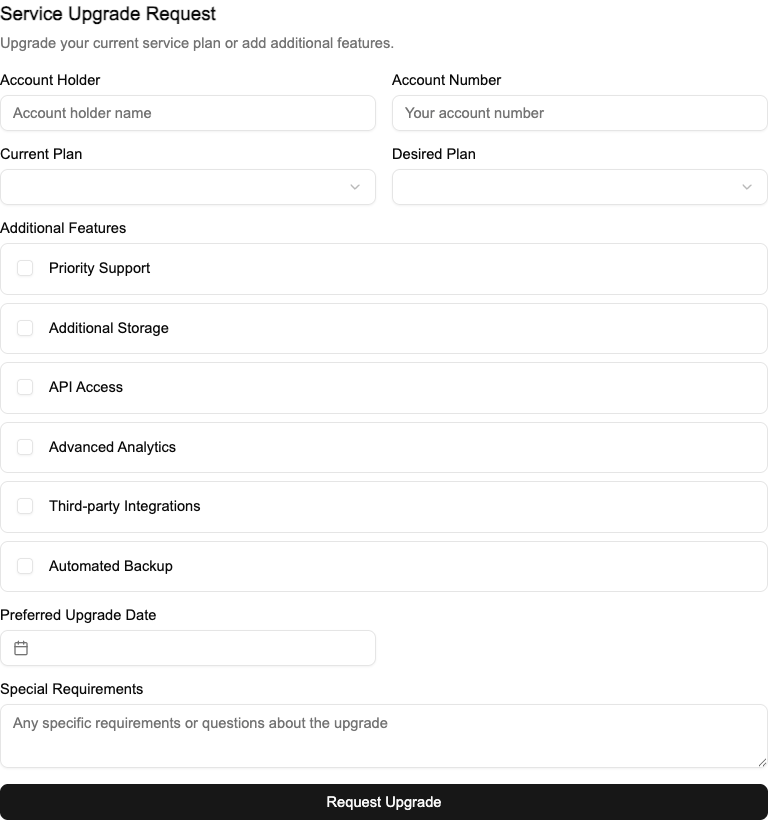 Service Upgrade Request
Upgrade your current service plan or add additional features.
Account Holder
Account Number
Account holder name
Your account number
Current Plan
Desired Plan
Additional Features
Priority Support
Additional Storage
API Access
Advanced Analytics
Third-party Integrations
Automated Backup
Preferred Upgrade Date
Special Requirements
Any specific requirements or questions about the upgrade
Request Upgrade